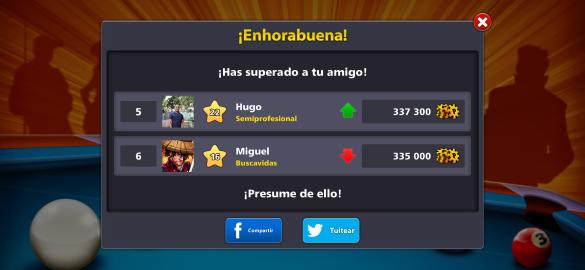 ¡Enhorabuena!
¡Has superado a tu amigo!
5 22 Hugo 337 300
Semiprofesional
6 16 Miguel 335 000
Buscavidas
¡Presume de ello!
f Compartir Tuitear
3